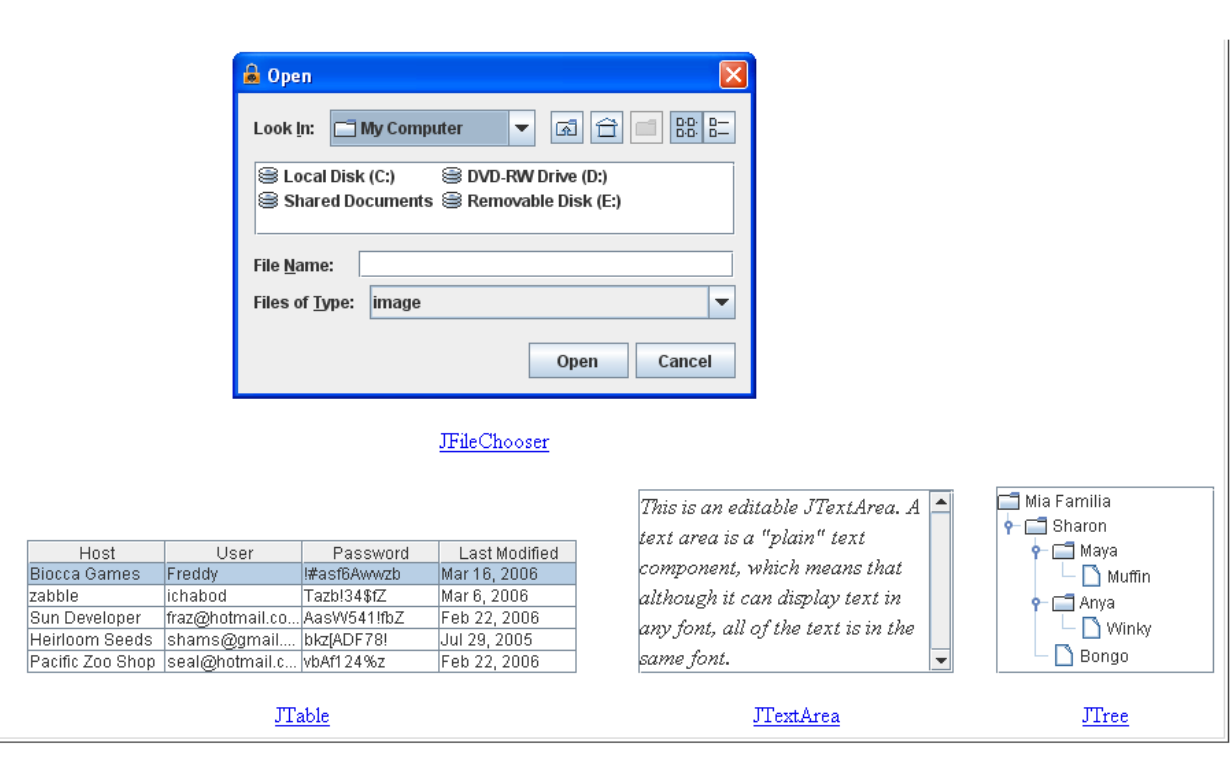 Open
Look In: My Computer
Local Disk (C:) DVD-RW Drive (D:)
Shared Documents Removable Disk (E:)
File Name:
Files of Type: image
Open Cancel
JFileChooser
Host User Password Last Modified
Biocca Games Freddy !#asf6Awwzb Mar 16, 2006
zabble ichabod Tazb!34$fZ Mar 6, 2006
Sun Developer fraz@hotmail.co... AasW541!fbZ Feb 22, 2006
Heirloom Seeds shams@gmail.... bkz[ADF78! Jul 29, 2005
Pacific Zoo Shop seal@hotmail.c... vbAf124%z Feb 22, 2006
JTable
This is an editable JTextArea. A
text area is a "plain" text
component, which means that
although it can display text in
any font, all of the text is in the
same font.
JTextArea
Mia Familia
Sharon
Maya
Muffin
Anya
Winky
Bongo
JTree